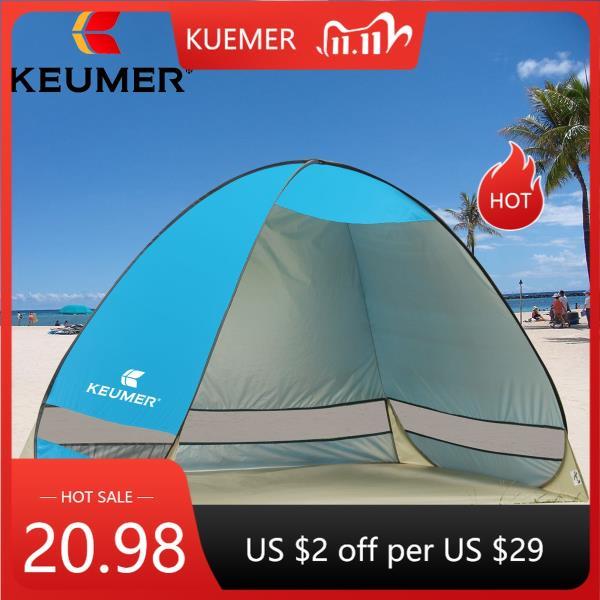 KUEMER 11.11
KEUMER®
HOT
KEUMER®
— HOT SALE —
20.98
US $2 off per US $29